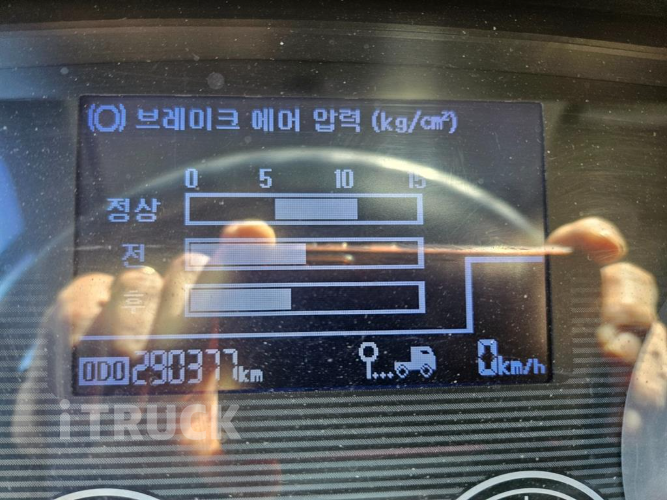 브레이크 에어 압력 (kg/cm²)
0 5 10 15
정상
전
후
ODO 290377km 0km/h
iTRUCK